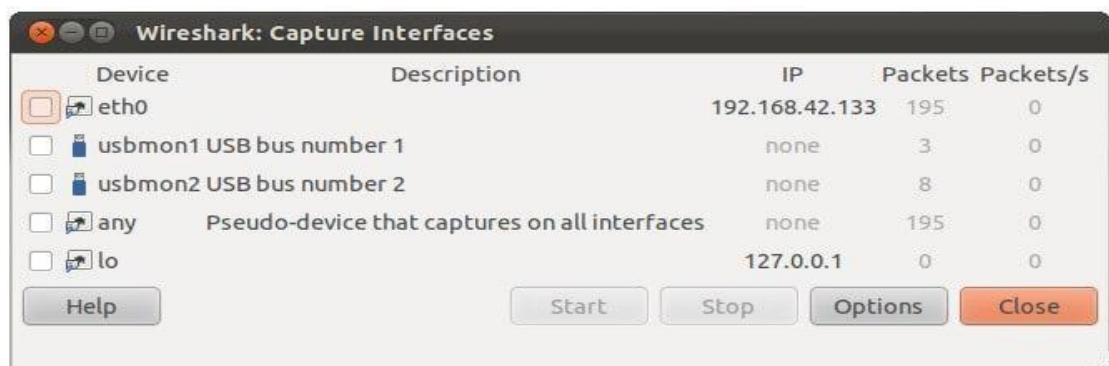 Wireshark: Capture Interfaces
Device Description IP Packets Packets/s
eth0 192.168.42.133 195 0
usbmon1 USB bus number 1 none 3 0
usbmon2 USB bus number 2 none 8 0
any Pseudo-device that captures on all interfaces none 195 0
lo 127.0.0.1 0 0
Help Start Stop Options Close